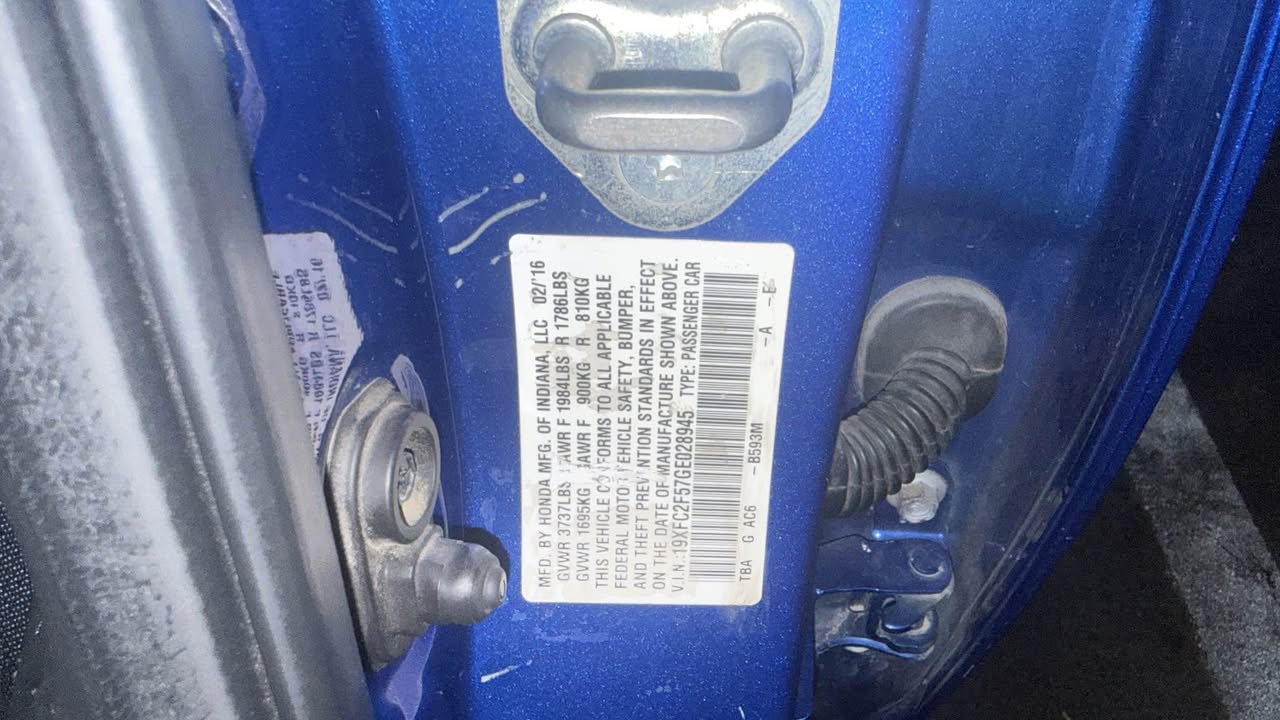 MFD. BY HONDA MFG. OF INDIANA, LLC 02/'16
GVWR 3737LBS GAWR F 1984LBS R 1786LBS
GVWR 1695KG GAWR F 900KG R 810KG
THIS VEHICLE CONFORMS TO ALL APPLICABLE
FEDERAL MOTOR VEHICLE SAFETY, BUMPER,
AND THEFT PREVENTION STANDARDS IN EFFECT
ON THE DATE OF MANUFACTURE SHOWN ABOVE.
V.I.N.:19XFC2F57GE028945 TYPE: PASSENGER CAR
TBA G AC6 -B593M -A